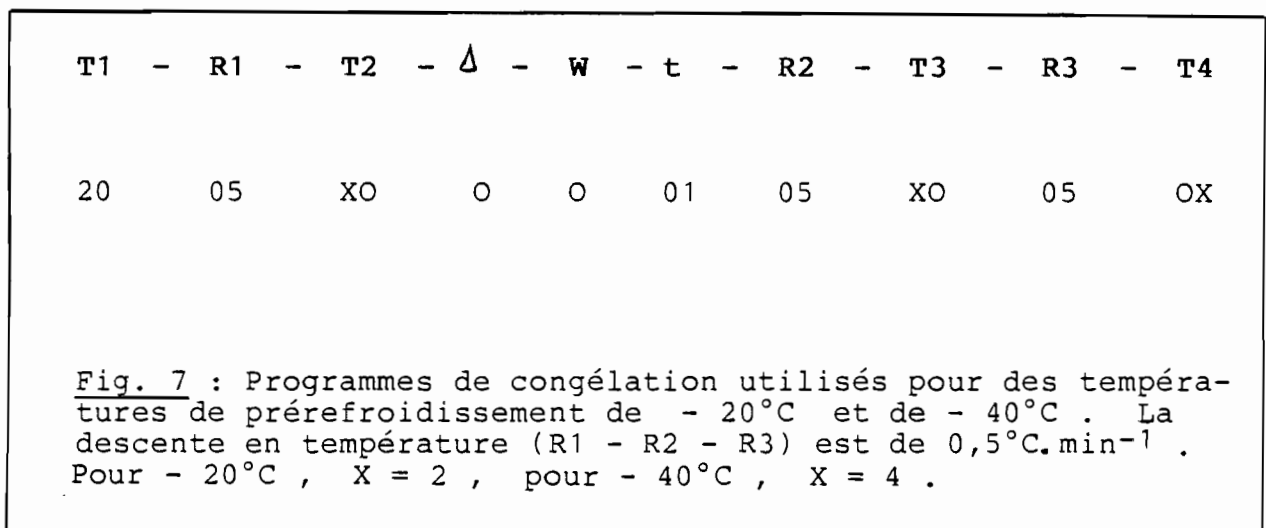 T1 - R1 - T2 - Δ - W - t - R2 - T3 - R3 - T4
20 05 XO O O 01 05 XO 05 OX
Fig. 7 : Programmes de congélation utilisés pour des tempéra-
tures de prérefroidissement de - 20°C et de - 40°C . La
descente en température (R1 - R2 - R3) est de 0,5°C.min⁻¹ .
Pour - 20°C , X = 2 , pour - 40°C , X = 4 .